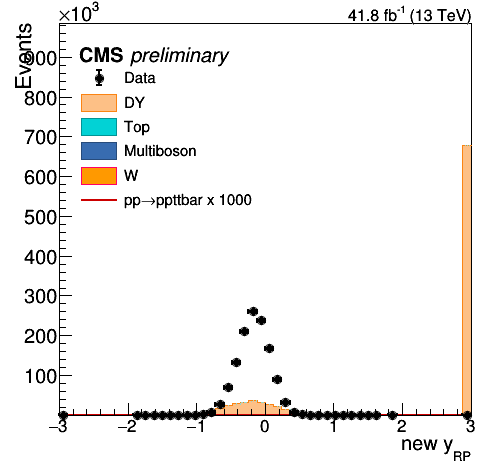 ×10³
41.8 fb⁻¹ (13 TeV)
Events
CMS preliminary
Data
DY
Top
Multiboson
W
pp→ppttbar x 1000
900
800
700
600
500
400
300
200
100
−3 −2 −1 0 1 2 3
new y_RP